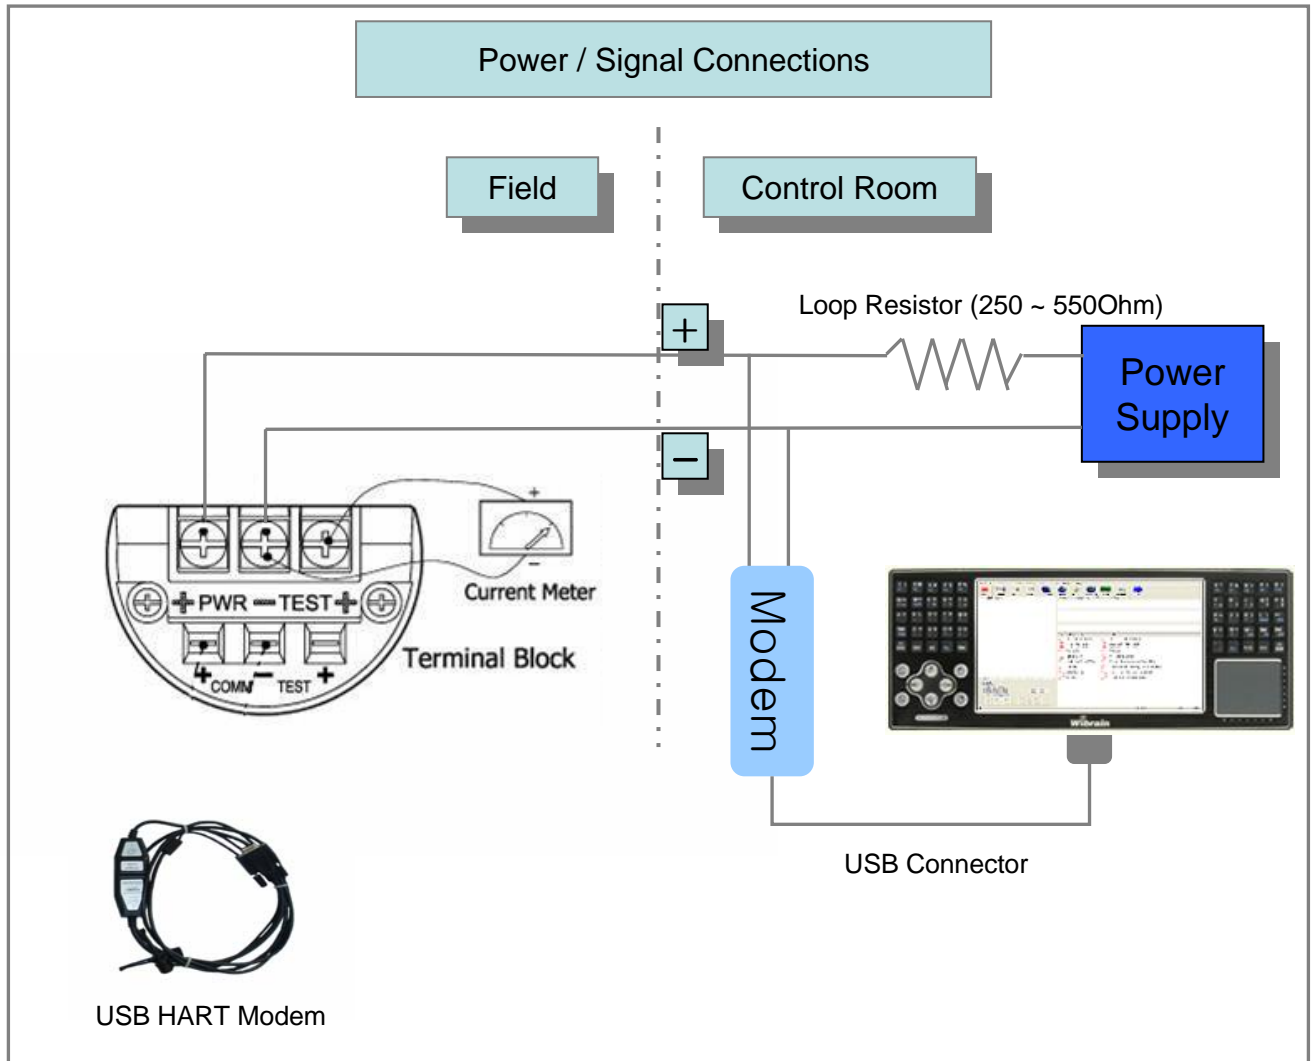 Power / Signal Connections
Field
Control Room
Loop Resistor (250 ~ 550Ohm)
+
Power
Supply
−
+
−
Current Meter
+ PWR − TEST +
Terminal Block
+ − +
COMM TEST
Modem
Wibrain
USB Connector
USB HART Modem